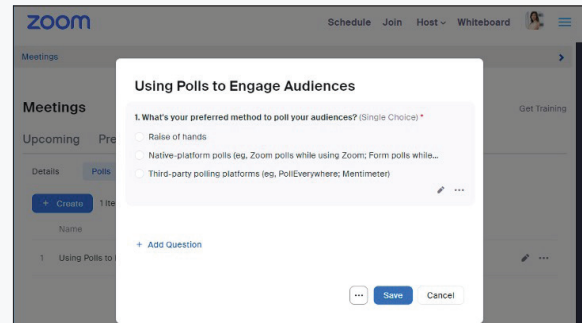 zoom
Schedule Join Host Whiteboard
Meetings
Using Polls to Engage Audiences
Meetings
Get Training
1. What's your preferred method to poll your audiences? (Single Choice) *
Raise of hands
Upcoming Pre
Native-platform polls (eg, Zoom polls while using Zoom; Form polls while...
Third-party polling platforms (eg, PollEverywhere; Mentimeter)
Details Polls
+ Create 1 Ite
Name
+ Add Question
1 Using Polls to
Save Cancel